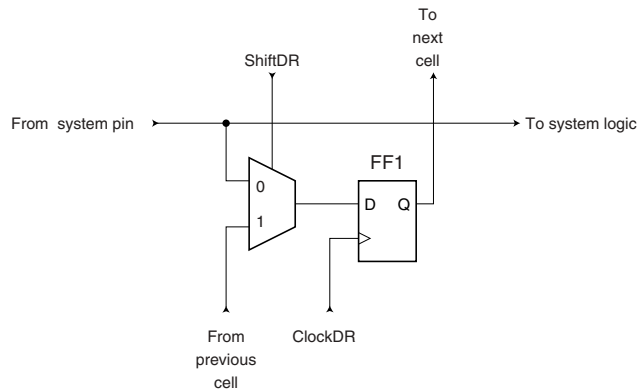 To
next
cell
ShiftDR
From system pin
To system logic
FF1
0
D Q
1
From
previous
cell
ClockDR